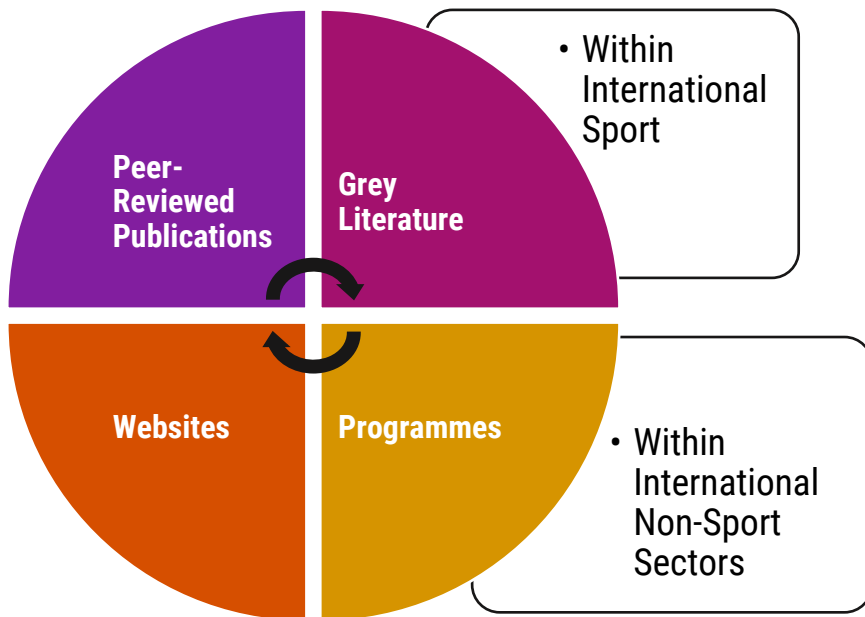 Peer-
Reviewed
Publications
Grey
Literature
• Within
International
Sport
Websites
Programmes
• Within
International
Non-Sport
Sectors